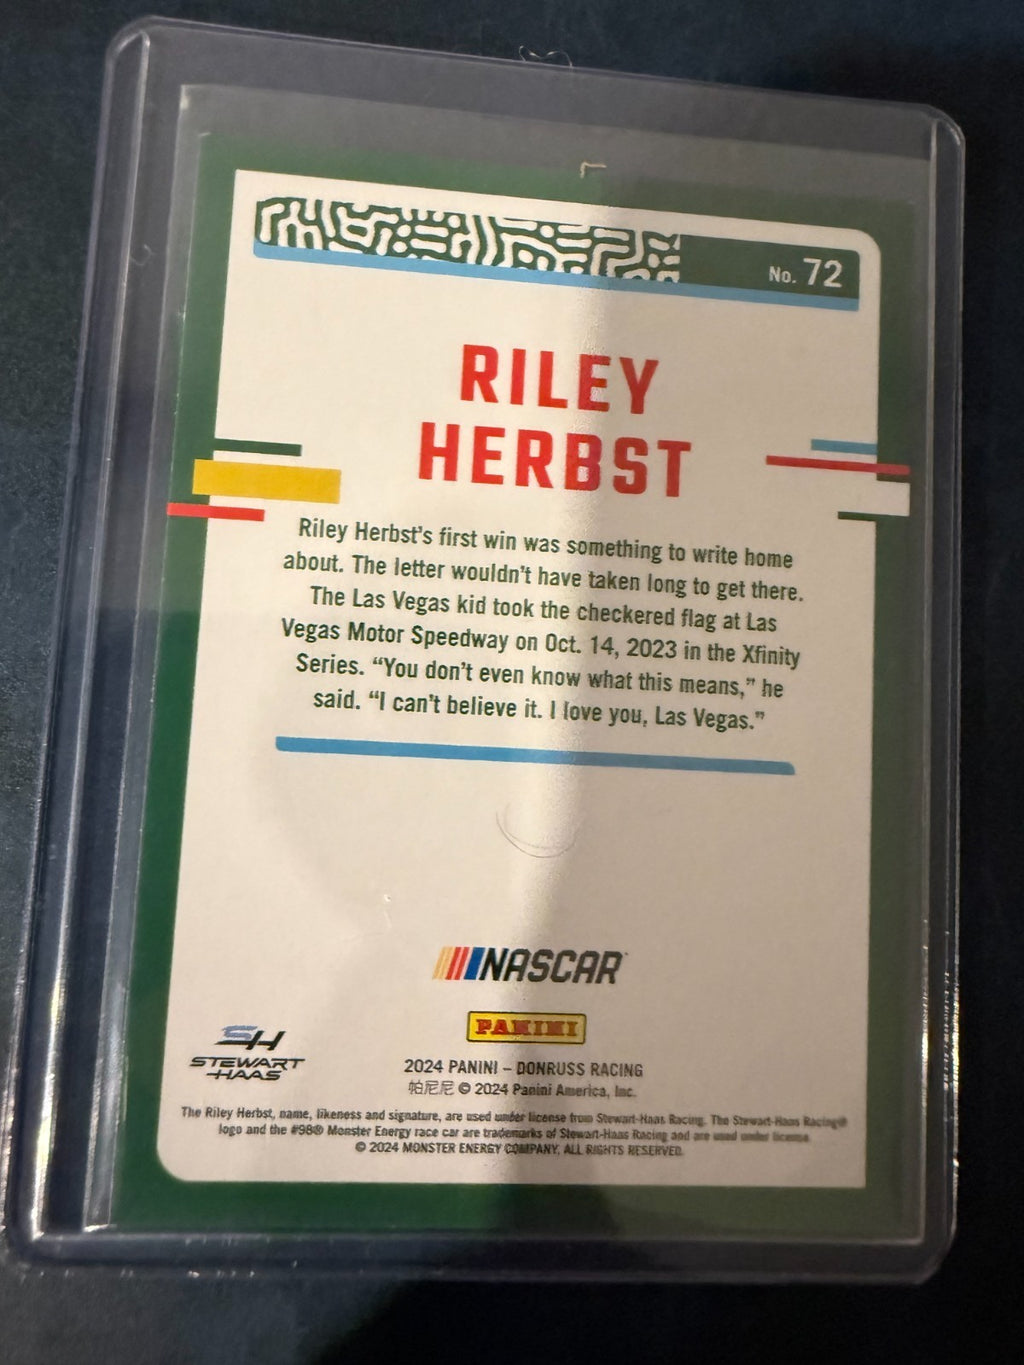 No. 72
RILEY
HERBST
Riley Herbst's first win was something to write home
about. The letter wouldn't have taken long to get there.
The Las Vegas kid took the checkered flag at Las
Vegas Motor Speedway on Oct. 14, 2023 in the Xfinity
Series. “You don't even know what this means,” he
said. “I can't believe it. I love you, Las Vegas.”
NASCAR
PANINI
SH
STEWART
-HAAS
2024 PANINI – DONRUSS RACING
帕尼尼 © 2024 Panini America, Inc.
The Riley Herbst, name, likeness and signature, are used under license from Stewart-Haas Racing. The Stewart-Haas Racing®
logo and the #98® Monster Energy race car are trademarks of Stewart-Haas Racing and are used under license.
© 2024 MONSTER ENERGY COMPANY. ALL RIGHTS RESERVED.